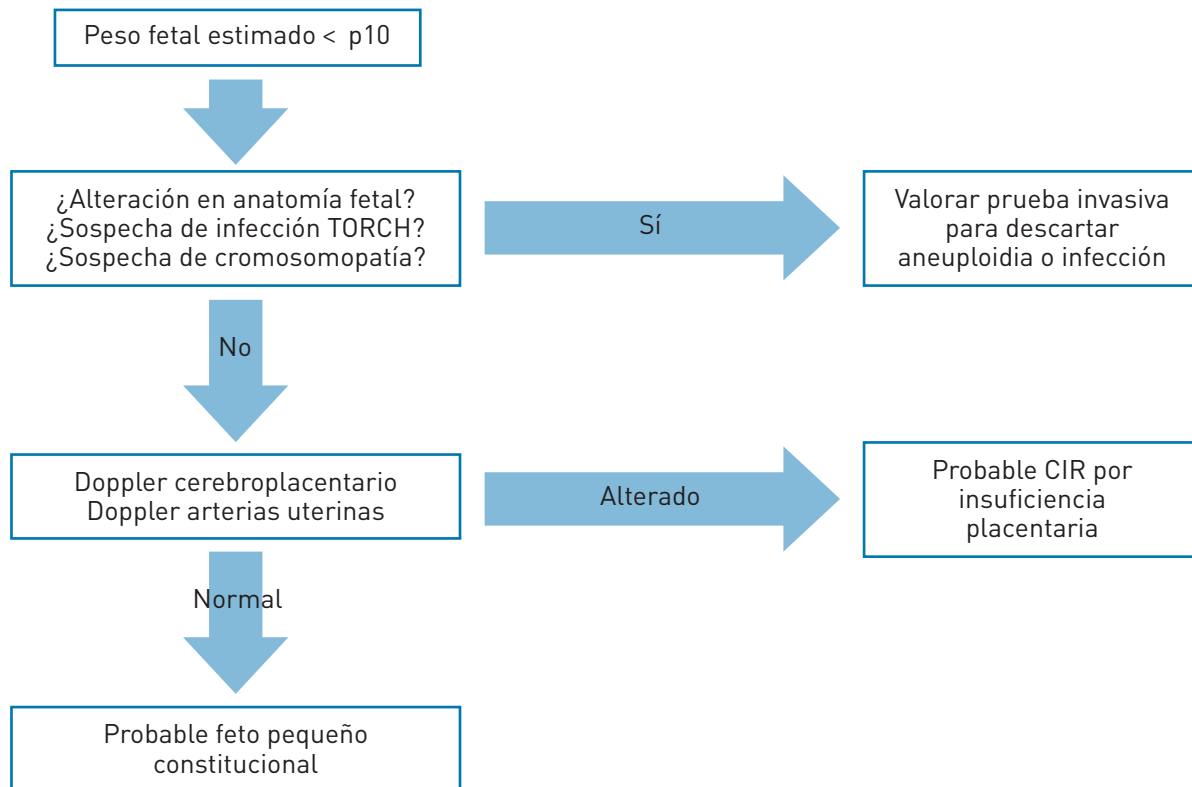 Peso fetal estimado < p10
¿Alteración en anatomía fetal?
¿Sospecha de infección TORCH?
¿Sospecha de cromosomopatía?
Sí
Valorar prueba invasiva
para descartar
aneuploidia o infección
No
Doppler cerebroplacentario
Doppler arterias uterinas
Alterado
Probable CIR por
insuficiencia
placentaria
Normal
Probable feto pequeño
constitucional